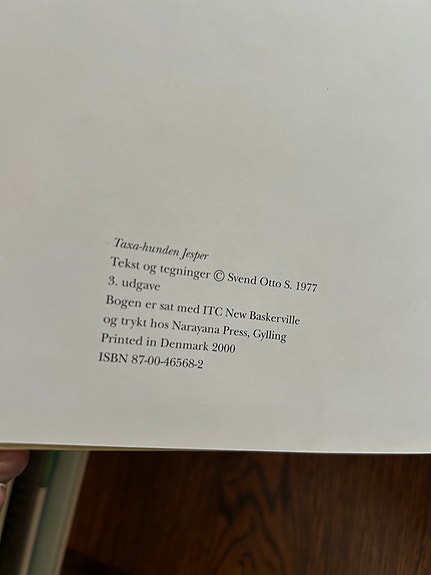 Taxa-hunden Jesper
Tekst og tegninger © Svend Otto S. 1977
3. udgave
Bogen er sat med ITC New Baskerville
og trykt hos Narayana Press, Gylling
Printed in Denmark 2000
ISBN 87-00-46568-2